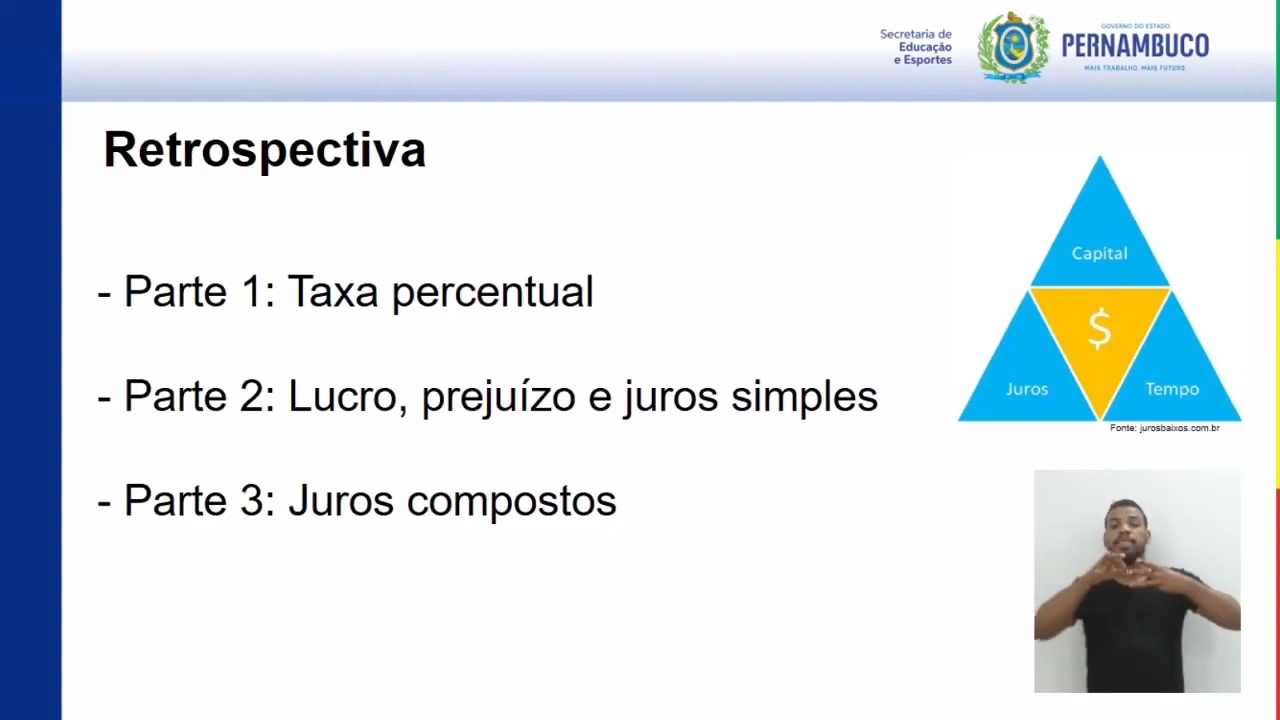 Secretaria de
Educação
e Esportes
GOVERNO DO ESTADO
PERNAMBUCO
MAIS TRABALHO, MAIS FUTURO.
Retrospectiva
- Parte 1: Taxa percentual
- Parte 2: Lucro, prejuízo e juros simples
- Parte 3: Juros compostos
Capital
$
Juros
Tempo
Fonte: jurosbaixos.com.br